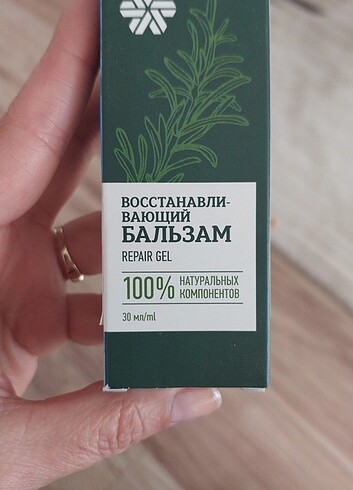 ВОССТАНАВЛИ-
ВАЮЩИЙ
БАЛЬЗАМ
REPAIR GEL
100% НАТУРАЛЬНЫХ
КОМПОНЕНТОВ
30 мл/ml